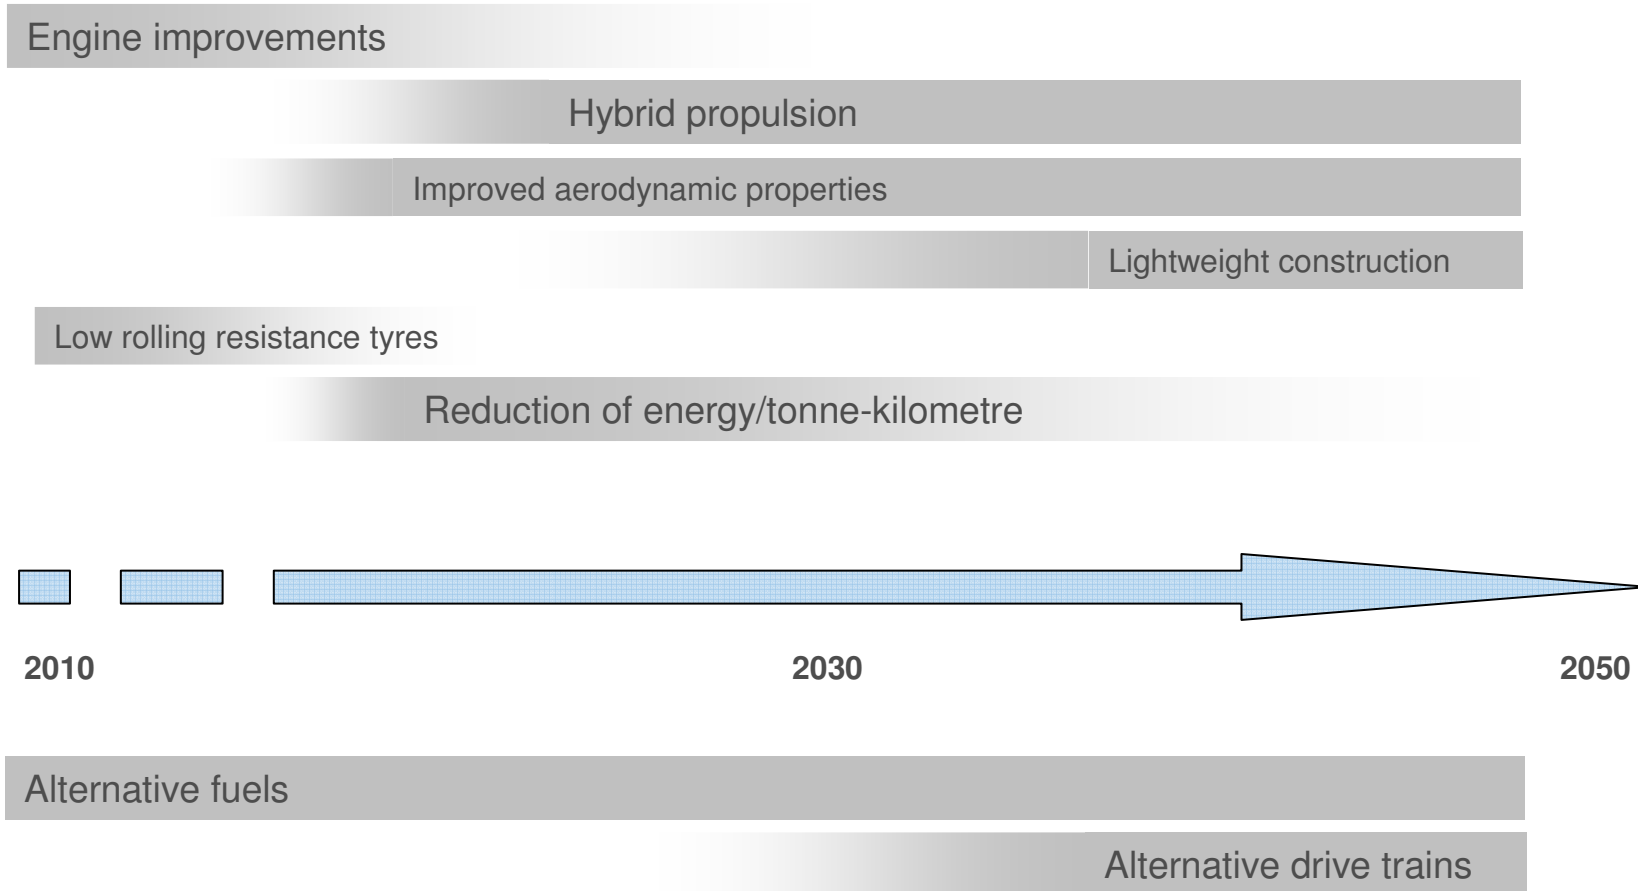 Engine improvements
Hybrid propulsion
Improved aerodynamic properties
Lightweight construction
Low rolling resistance tyres
Reduction of energy/tonne-kilometre
2010 2030 2050
Alternative fuels
Alternative drive trains